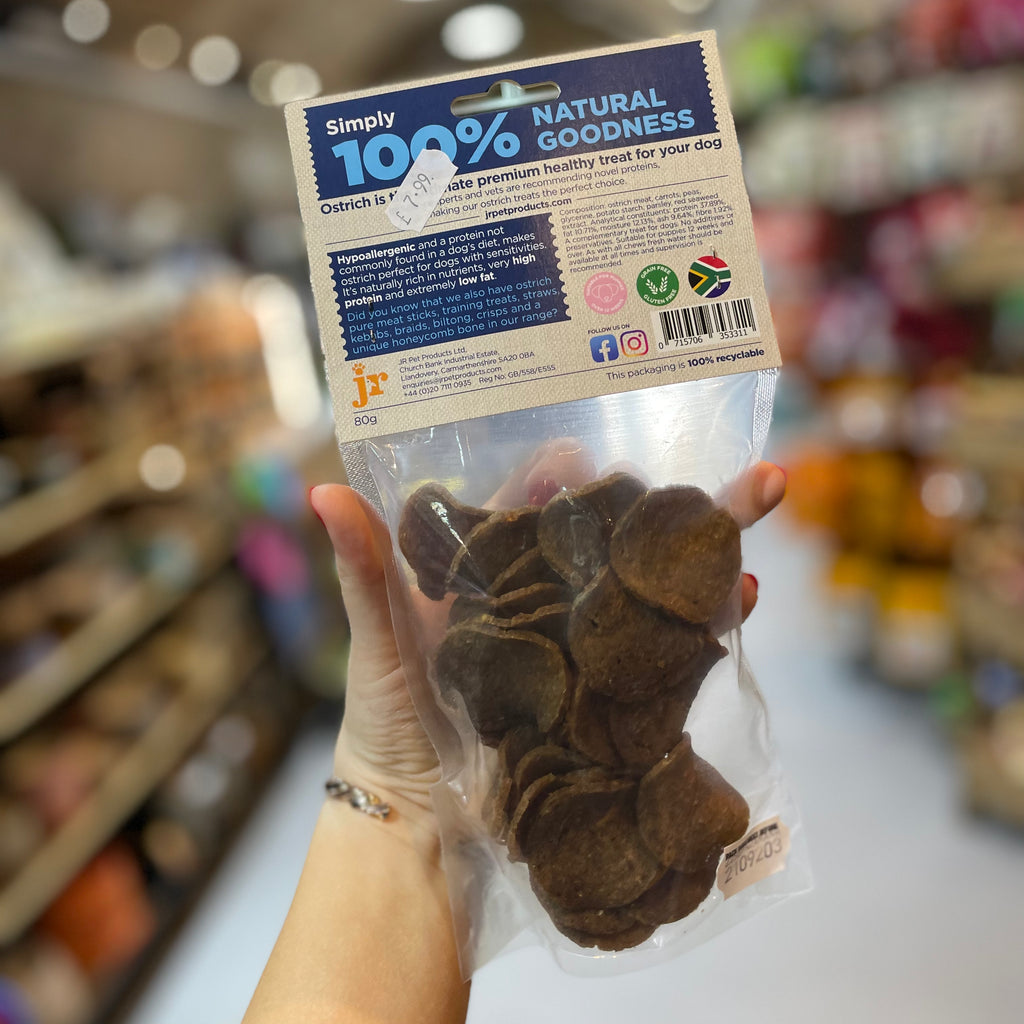 Simply
100%
NATURAL
GOODNESS
£7.99
Ostrich is mate premium healthy treat for your dog
perts and vets are recommending novel proteins,
making our ostrich treats the perfect choice.
jrpetproducts.com
Hypoallergenic and a protein not
commonly found in a dog's diet, makes
ostrich perfect for dogs with sensitivities.
It's naturally rich in nutrients, very high
protein and extremely low fat.
Did you know that we also have ostrich
pure meat sticks, training treats, straws,
kebabs, braids, biltong, crisps and a
unique honeycomb bone in our range?
Composition: ostrich meat, carrots, peas,
glycerine, potato starch, parsley, red seaweed
extract. Analytical constituents: protein 37.89%,
fat 10.71%, moisture 12.13%, ash 9.64%, fibre 1.92%
A complementary treat for dogs. No additives or
preservatives. Suitable for puppies 12 weeks and
over. As with all chews fresh water should be
available at all times and supervision is
recommended.
GRAIN FREE
GLUTEN FREE
FOLLOW US ON
0 715706 353311
This packaging is 100% recyclable
jr
JR Pet Products Ltd,
Church Bank Industrial Estate,
Llandovery, Carmarthenshire SA20 0BA
enquiries@jrpetproducts.com
+44 (0)20 7111 0935 Reg No: GB/558/E555
80g
2109203